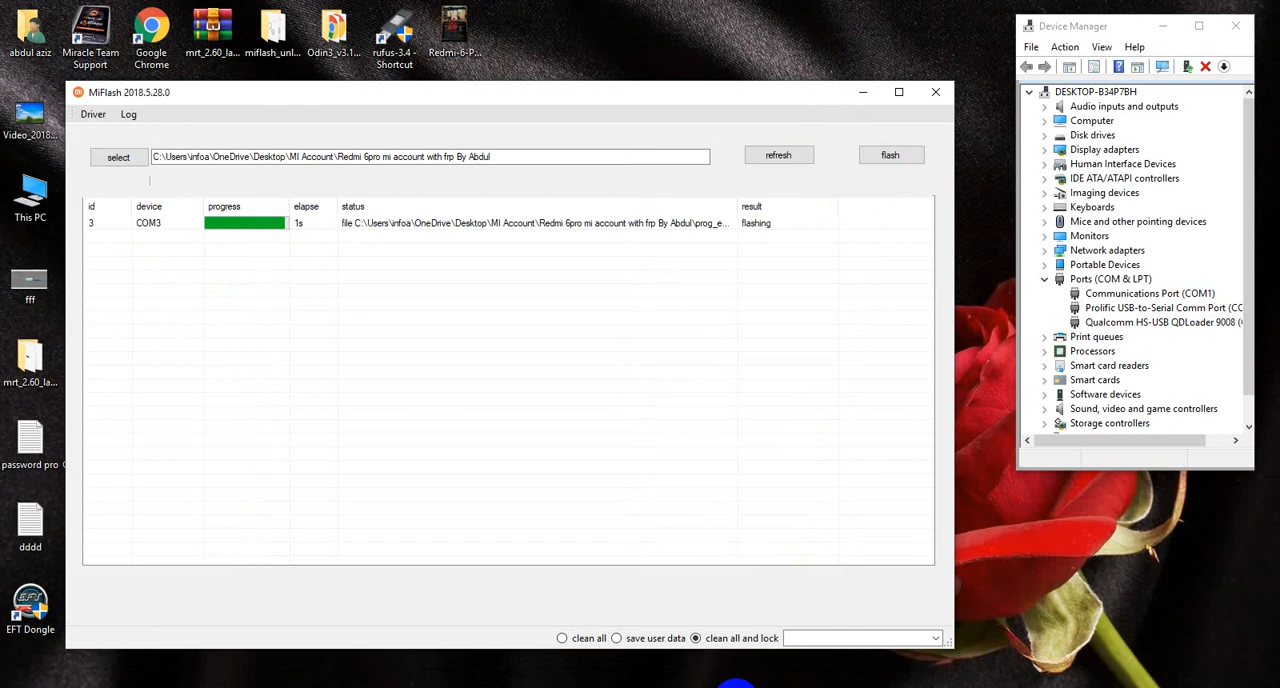 abdul aziz
Miracle Team
Support
Google
Chrome
mrt_2.60_la...
miflash_unl...
Odin3_v3.1...
rufus-3.4 -
Shortcut
Redmi-6-P...
Video_2018...
This PC
fff
mrt_2.60_la...
password pro
dddd
EFT Dongle
MiFlash 2018.5.28.0
Driver
Log
select
C:\Users\infoa\OneDrive\Desktop\MI Account\Redmi 6pro mi account with frp By Abdul
refresh
flash
id
device
progress
elapse
status
result
3
COM3
1s
file C:\Users\infoa\OneDrive\Desktop\MI Account\Redmi 6pro mi account with frp By Abdul\prog_e...
flashing
clean all
save user data
clean all and lock
Device Manager
File
Action
View
Help
DESKTOP-B34P7BH
Audio inputs and outputs
Computer
Disk drives
Display adapters
Human Interface Devices
IDE ATA/ATAPI controllers
Imaging devices
Keyboards
Mice and other pointing devices
Monitors
Network adapters
Portable Devices
Ports (COM & LPT)
Communications Port (COM1)
Prolific USB-to-Serial Comm Port (CO
Qualcomm HS-USB QDLoader 9008 (
Print queues
Processors
Smart card readers
Smart cards
Software devices
Sound, video and game controllers
Storage controllers